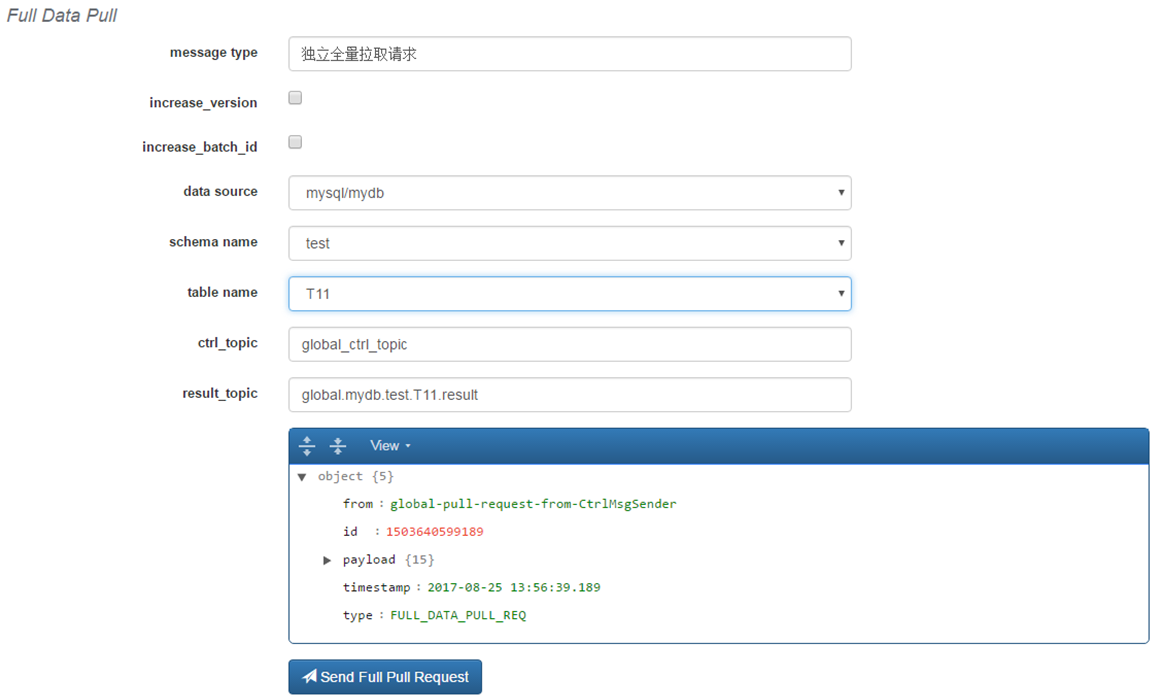 Full Data Pull
message type 独立全量拉取请求
increase_version
increase_batch_id
data source mysql/mydb
schema name test
table name T11
ctrl_topic global_ctrl_topic
result_topic global.mydb.test.T11.result
View
object {5}
from : global-pull-request-from-CtrlMsgSender
id : 1503640599189
payload {15}
timestamp : 2017-08-25 13:56:39.189
type : FULL_DATA_PULL_REQ
Send Full Pull Request